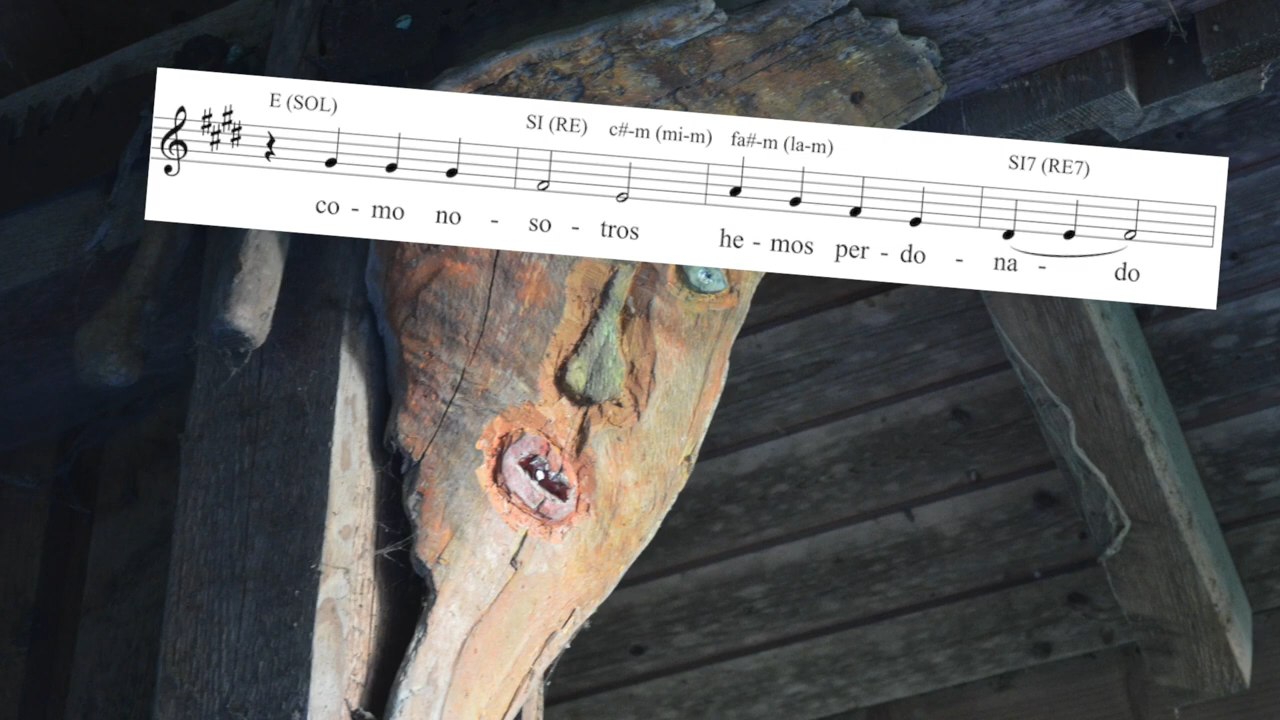 E (SOL) SI (RE) c#-m (mi-m) fa#-m (la-m) SI7 (RE7)
co - mo no - so - tros he - mos per - do - na - do